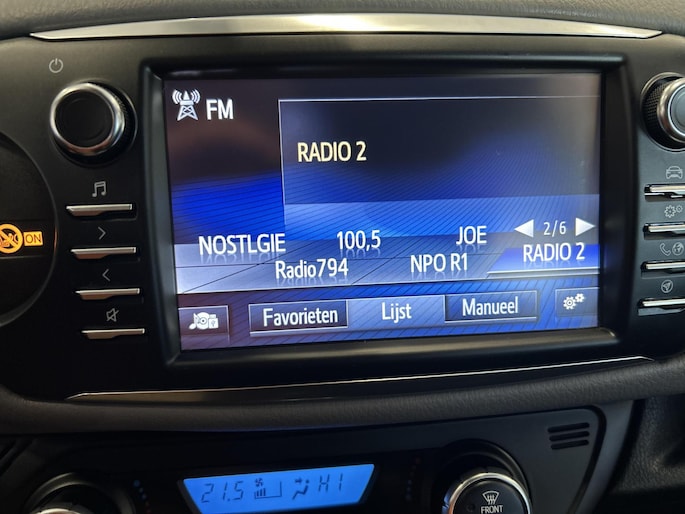 FM
RADIO 2
NOSTLGIE 100,5 JOE 2/6
Radio794 NPO R1 RADIO 2
Favorieten Lijst Manueel
ON
21.5 HI
FRONT